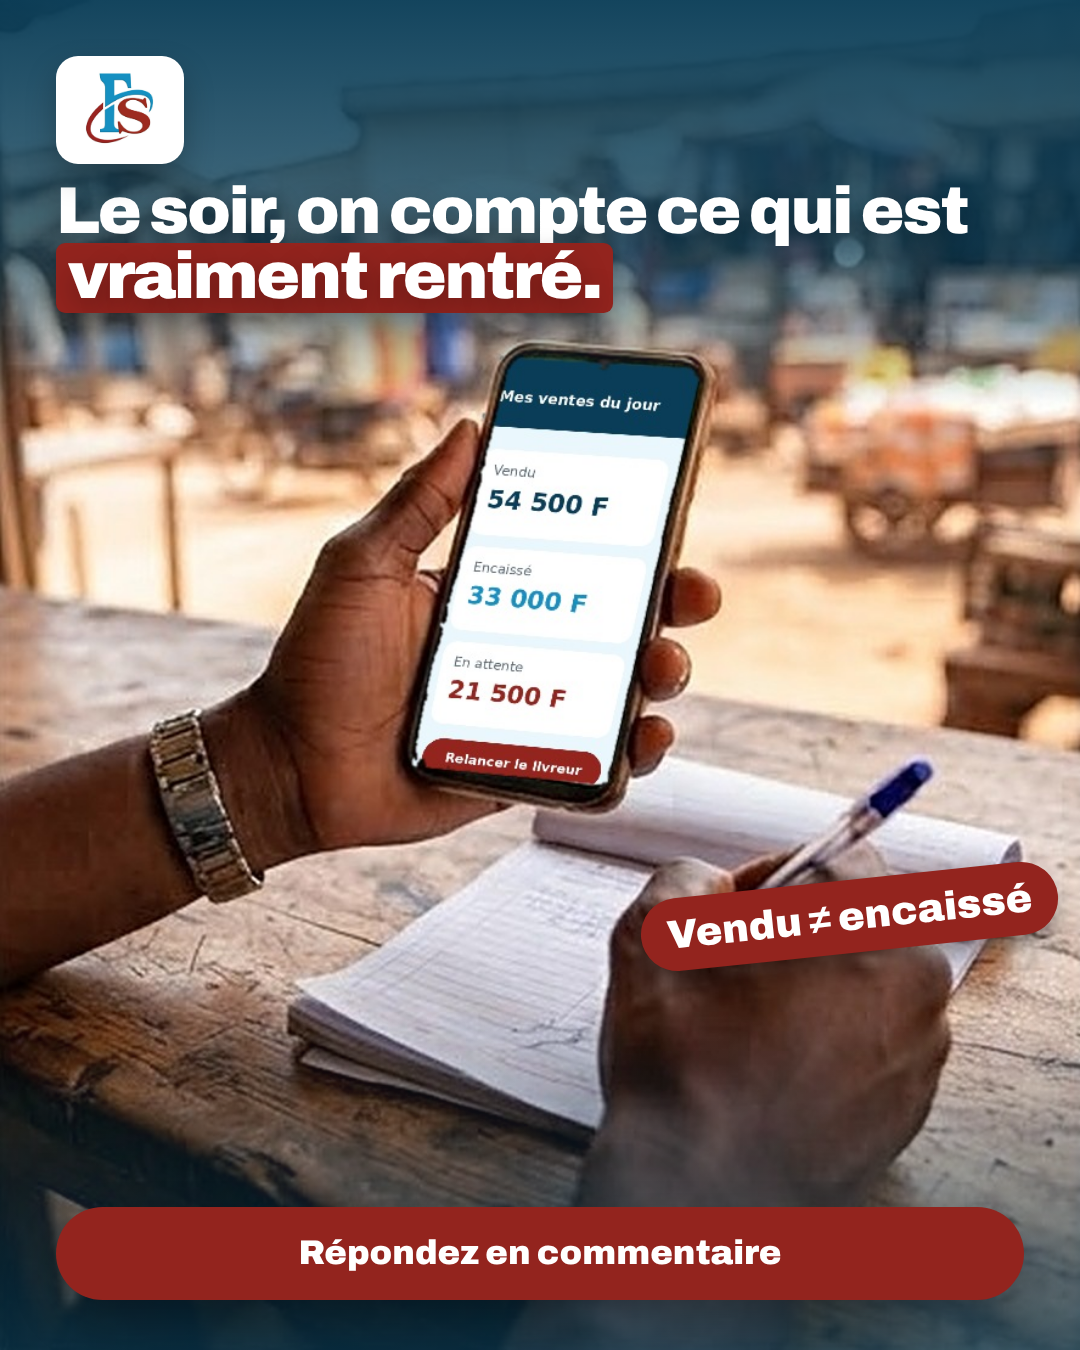 FS
Le soir, on compte ce qui est
vraiment rentré.
Mes ventes du jour
Vendu
54 500 F
Encaissé
33 000 F
En attente
21 500 F
Relancer le livreur
Vendu ≠ encaissé
Répondez en commentaire